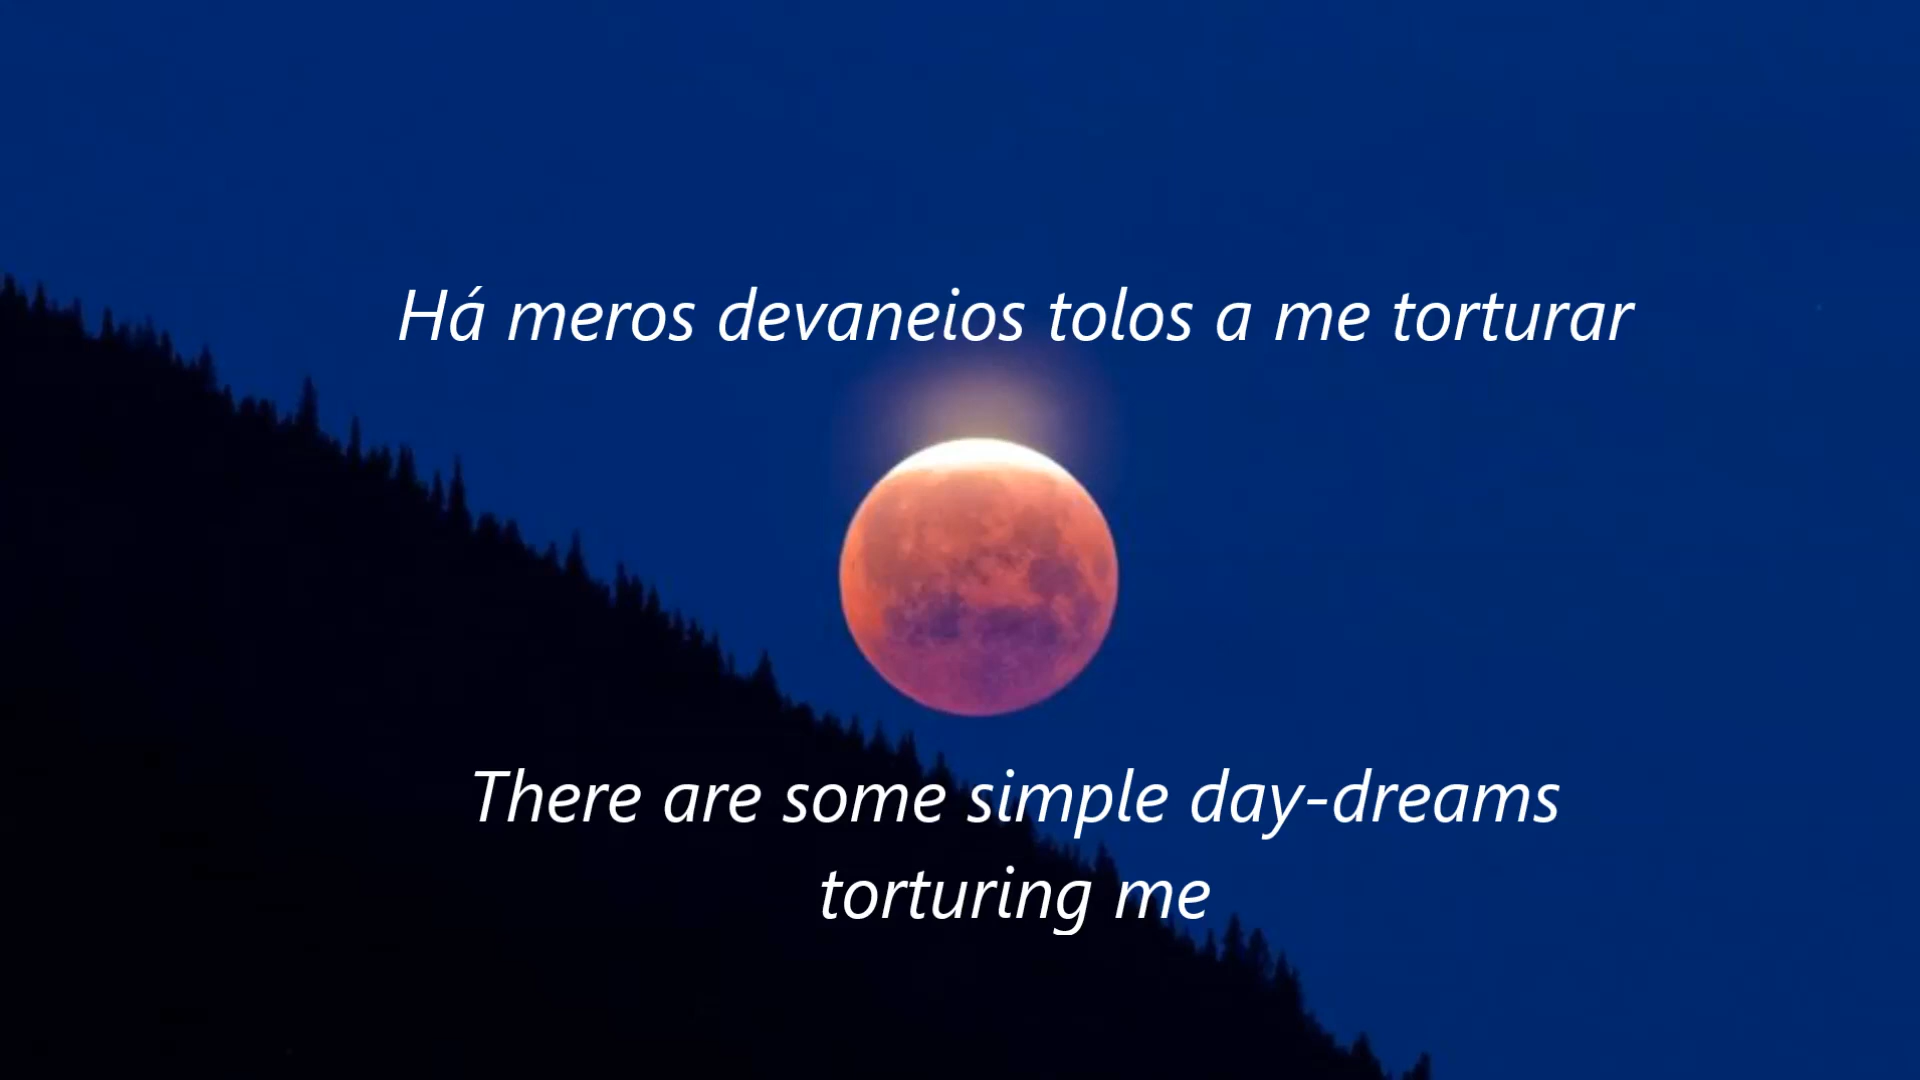 Há meros devaneios tolos a me torturar
There are some simple day-dreams
torturing me